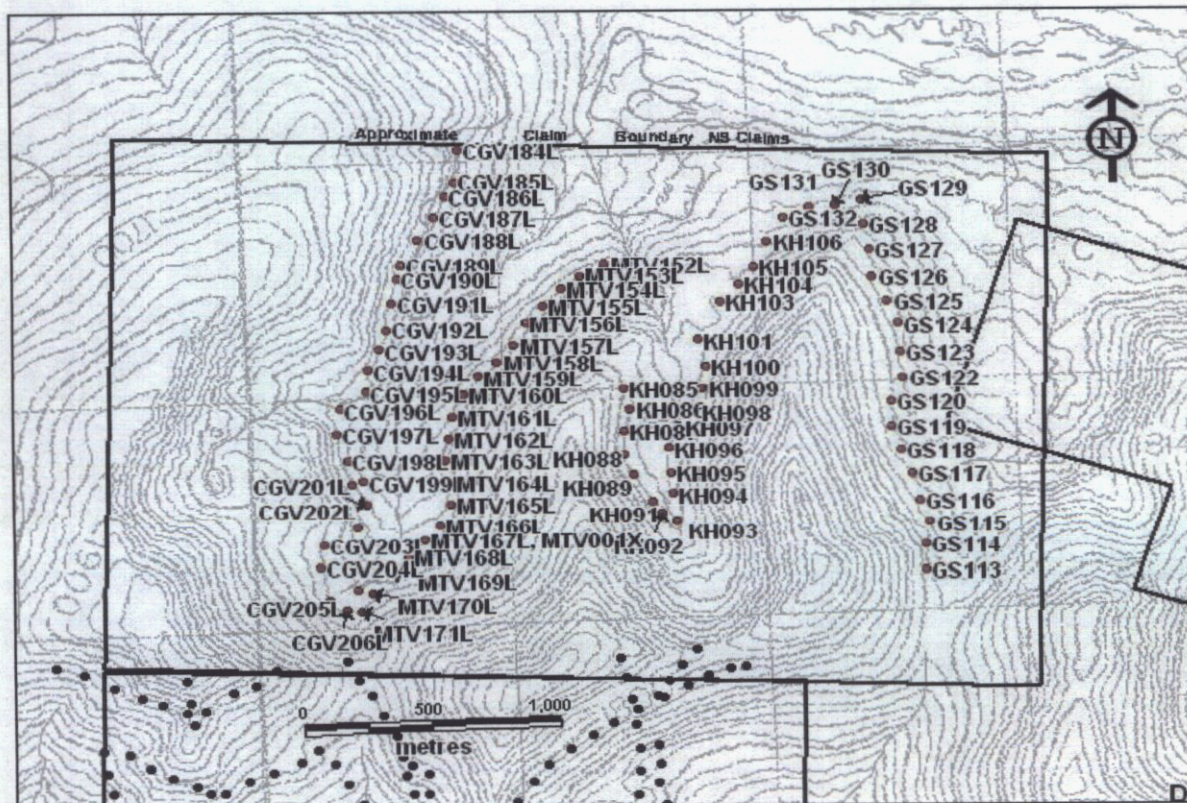 Approximate Claim Boundary NS Claims
N
CGV184L
CGV185L
CGV186L
CGV187L
CGV188L
CGV189L
CGV190L
CGV191L
CGV192L
CGV193L
CGV194L
CGV195L
CGV196L
CGV197L
CGV198L
CGV199
CGV201L
CGV202L
CGV203L
CGV204L
CGV205L
CGV206L
MTV152L
MTV153L
MTV154L
MTV155L
MTV156L
MTV157L
MTV158L
MTV159L
MTV160L
MTV161L
MTV162L
MTV163L
MTV164L
MTV165L
MTV166L
MTV167L, MTV001X
MTV168L
MTV169L
MTV170L
MTV171L
KH085
KH086
KH088
KH089
KH091
KH092
KH093
KH094
KH095
KH096
KH097
KH098
KH099
KH100
KH101
KH103
KH104
KH105
KH106
GS132
GS131
GS130
GS129
GS128
GS127
GS126
GS125
GS124
GS123
GS122
GS120
GS119
GS118
GS117
GS116
GS115
GS114
GS113
0 500 1,000
metres
D